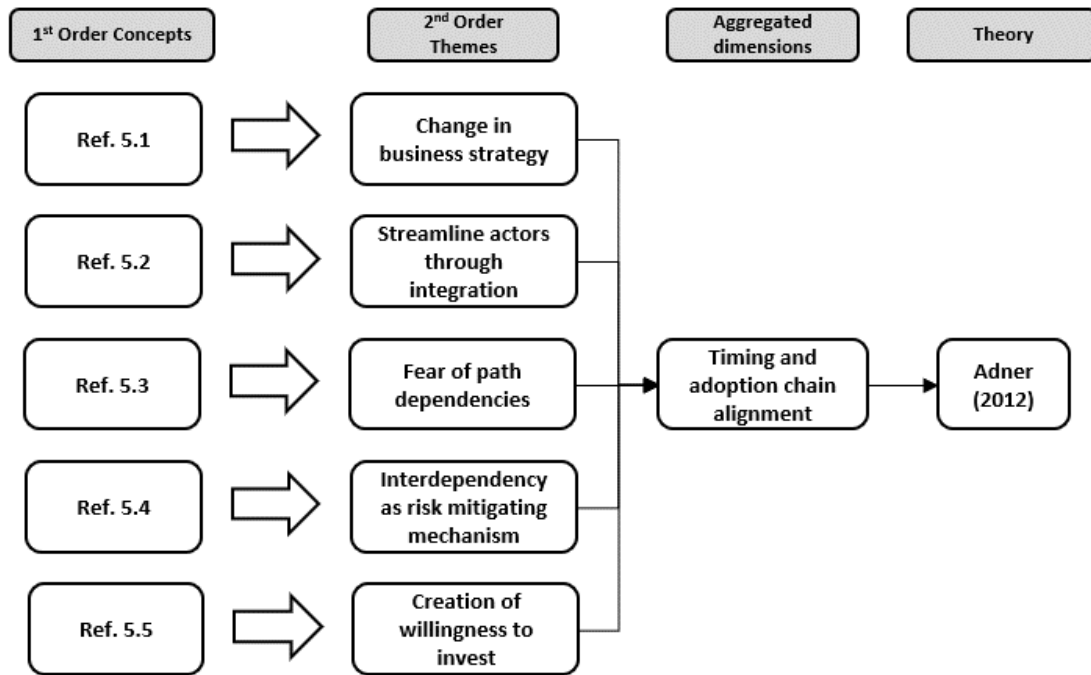 1st Order Concepts
2nd Order
Themes
Aggregated
dimensions
Theory
Ref. 5.1
Change in
business strategy
Ref. 5.2
Streamline actors
through
integration
Ref. 5.3
Fear of path
dependencies
Timing and
adoption chain
alignment
Adner
(2012)
Ref. 5.4
Interdependency
as risk mitigating
mechanism
Ref. 5.5
Creation of
willingness to
invest